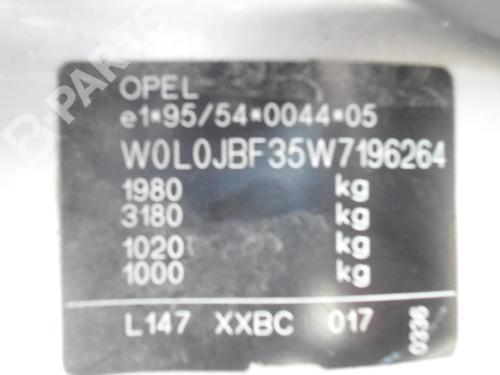 OPEL
e1*95/54*0044*05
W0L0JBF35W7196264
1980 kg
3180 kg
1020 kg
1000 kg
L147 XXBC 017
0336
B-PARTS